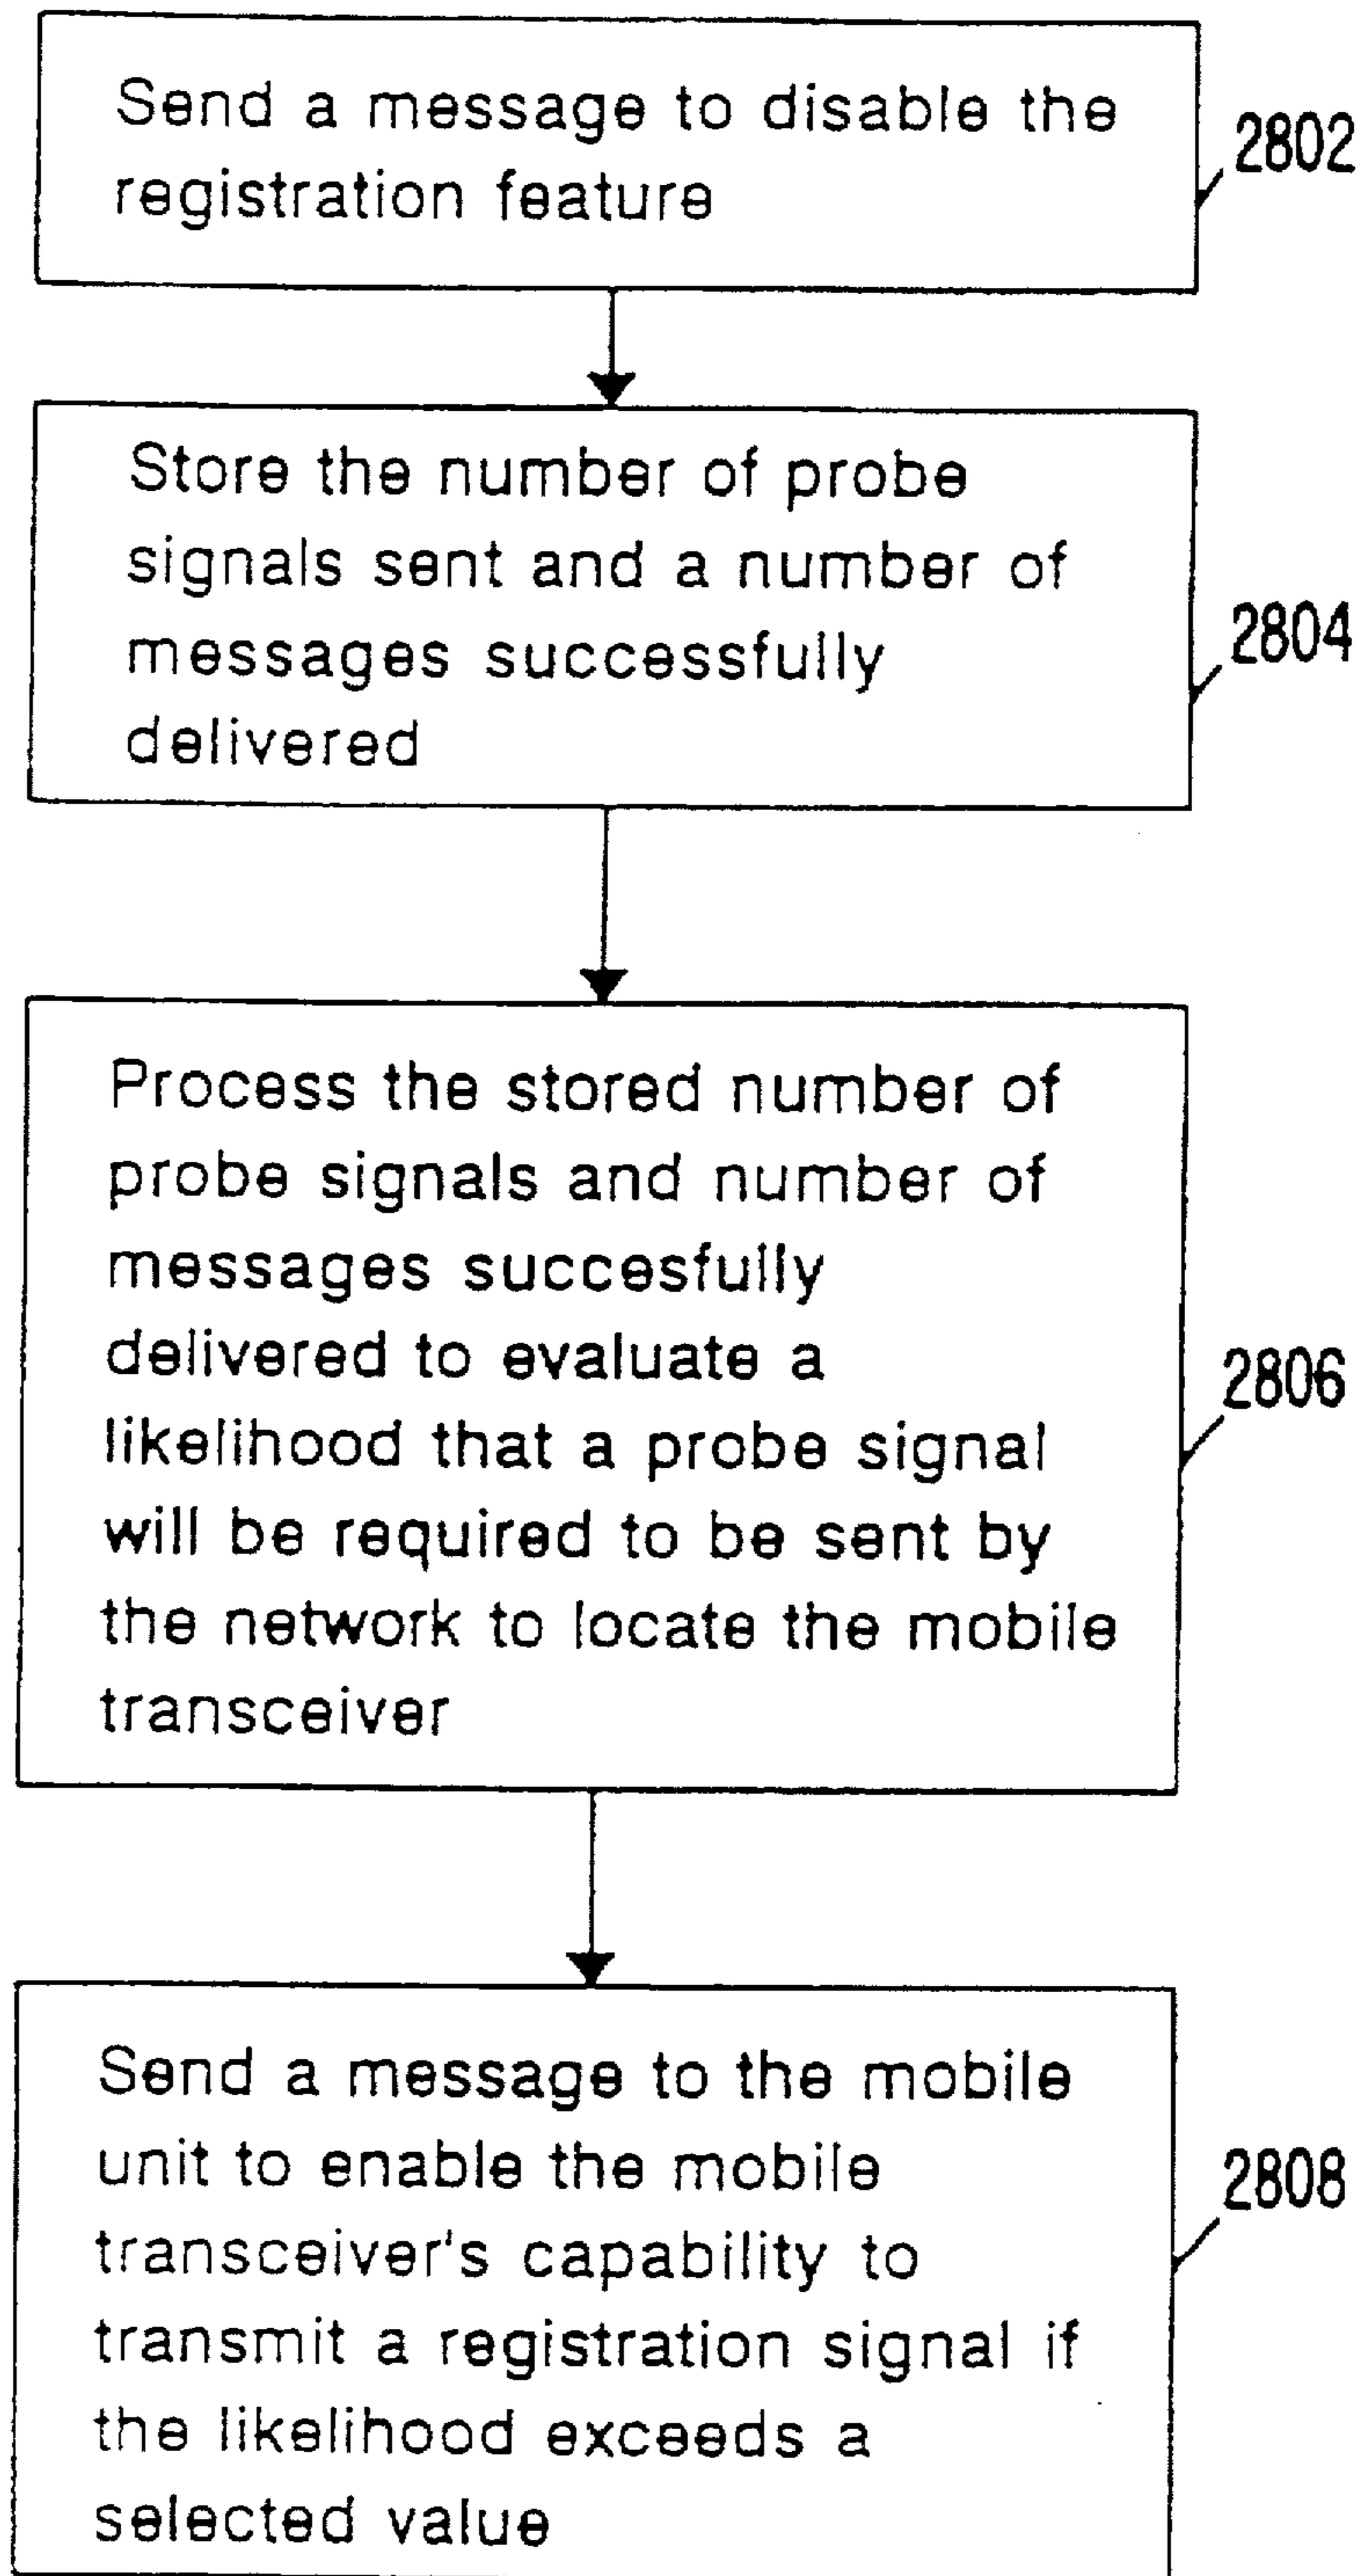 Send a message to disable the
registration feature
2802
Store the number of probe
signals sent and a number of
messages successfully
delivered
2804
Process the stored number of
probe signals and number of
messages succesfully
delivered to evaluate a
likelihood that a probe signal
will be required to be sent by
the network to locate the mobile
transceiver
2806
Send a message to the mobile
unit to enable the mobile
transceiver's capability to
transmit a registration signal if
the likelihood exceeds a
selected value
2808